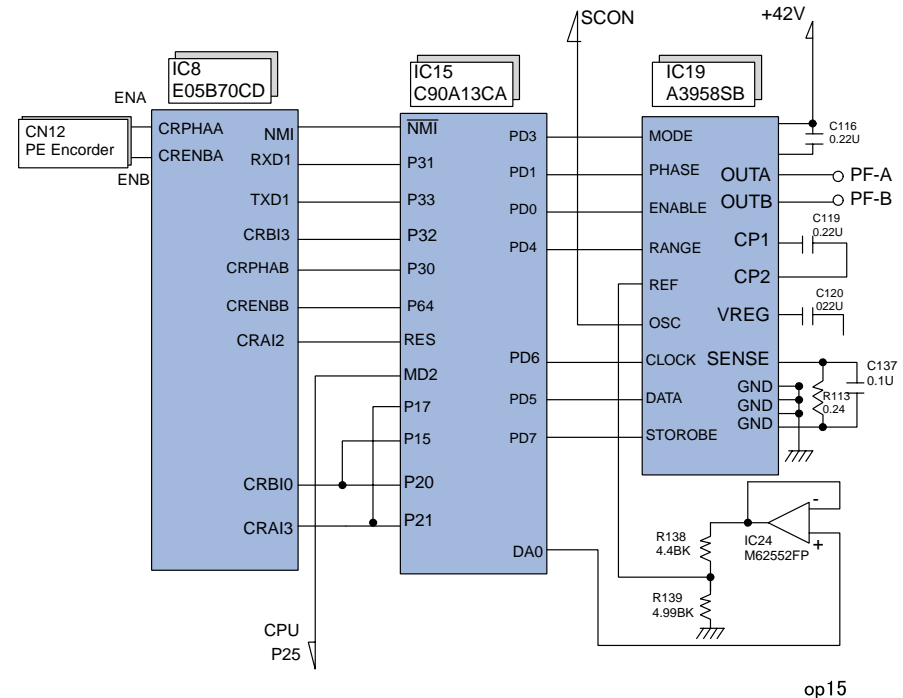 SCON
+42V
IC8
E05B70CD
IC15
C90A13CA
IC19
A3958SB
ENA
CN12
PE Encorder
ENB
CRPHAA
CRENBA
NMI
RXD1
TXD1
CRBI3
CRPHAB
CRENBB
CRAI2
CRBI0
CRAI3
NMI
P31
P33
P32
P30
P64
RES
MD2
P17
P15
P20
P21
PD3
PD1
PD0
PD4
PD6
PD5
PD7
DA0
MODE
PHASE
ENABLE
RANGE
REF
OSC
CLOCK
DATA
STOROBE
OUTA
OUTB
CP1
CP2
VREG
SENSE
GND
GND
GND
C116
0.22U
PF-A
PF-B
C119
0.22U
C120
022U
C137
0.1U
R113
0.24
R138
4.4BK
IC24
M62552FP
-
+
R139
4.99BK
CPU
P25
op15